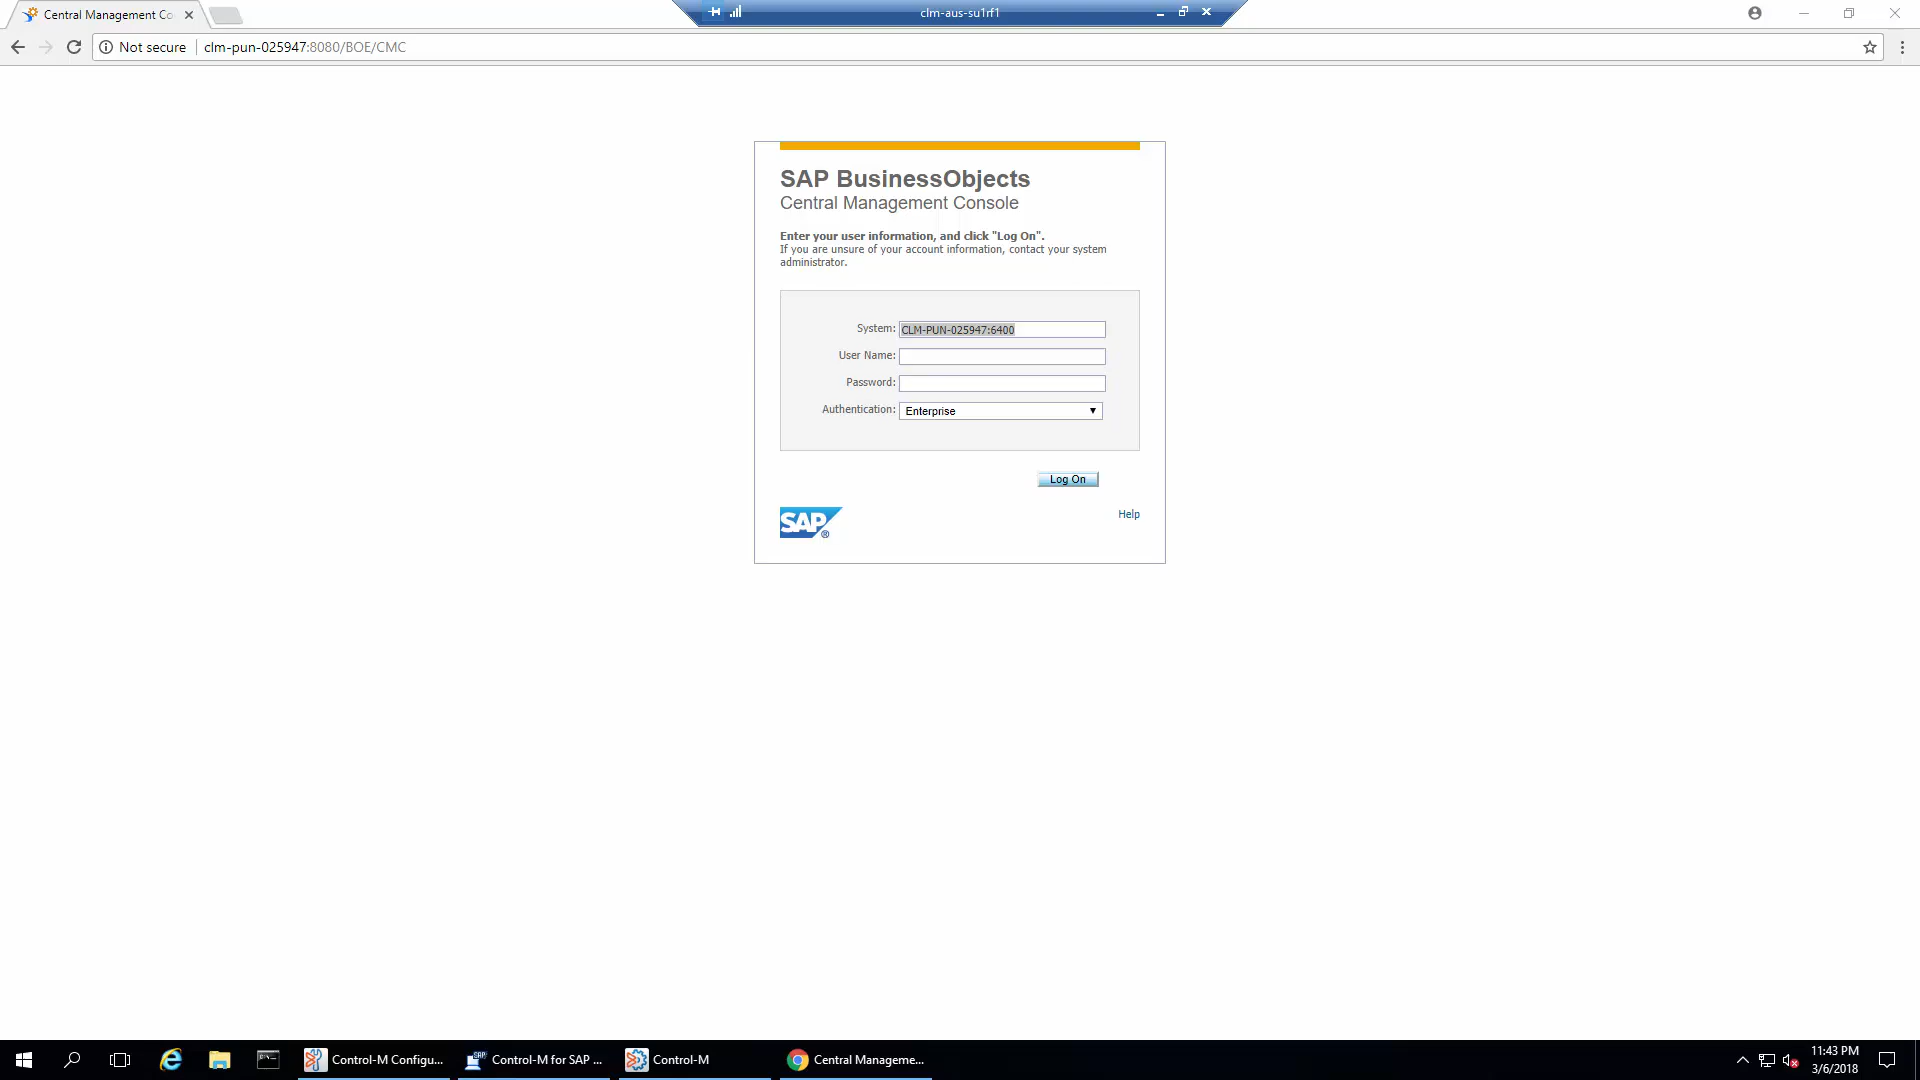 Central Management Co
clm-aus-su1rf1
Not secure
clm-pun-025947:8080/BOE/CMC
SAP BusinessObjects
Central Management Console
Enter your user information, and click "Log On".
If you are unsure of your account information, contact your system
administrator.
System: CLM-PUN-025947:6400
User Name:
Password:
Authentication: Enterprise
Log On
SAP®
Help
Control-M Configu...
SAP
Control-M for SAP ...
Control-M
Central Manageme...
11:43 PM
3/6/2018